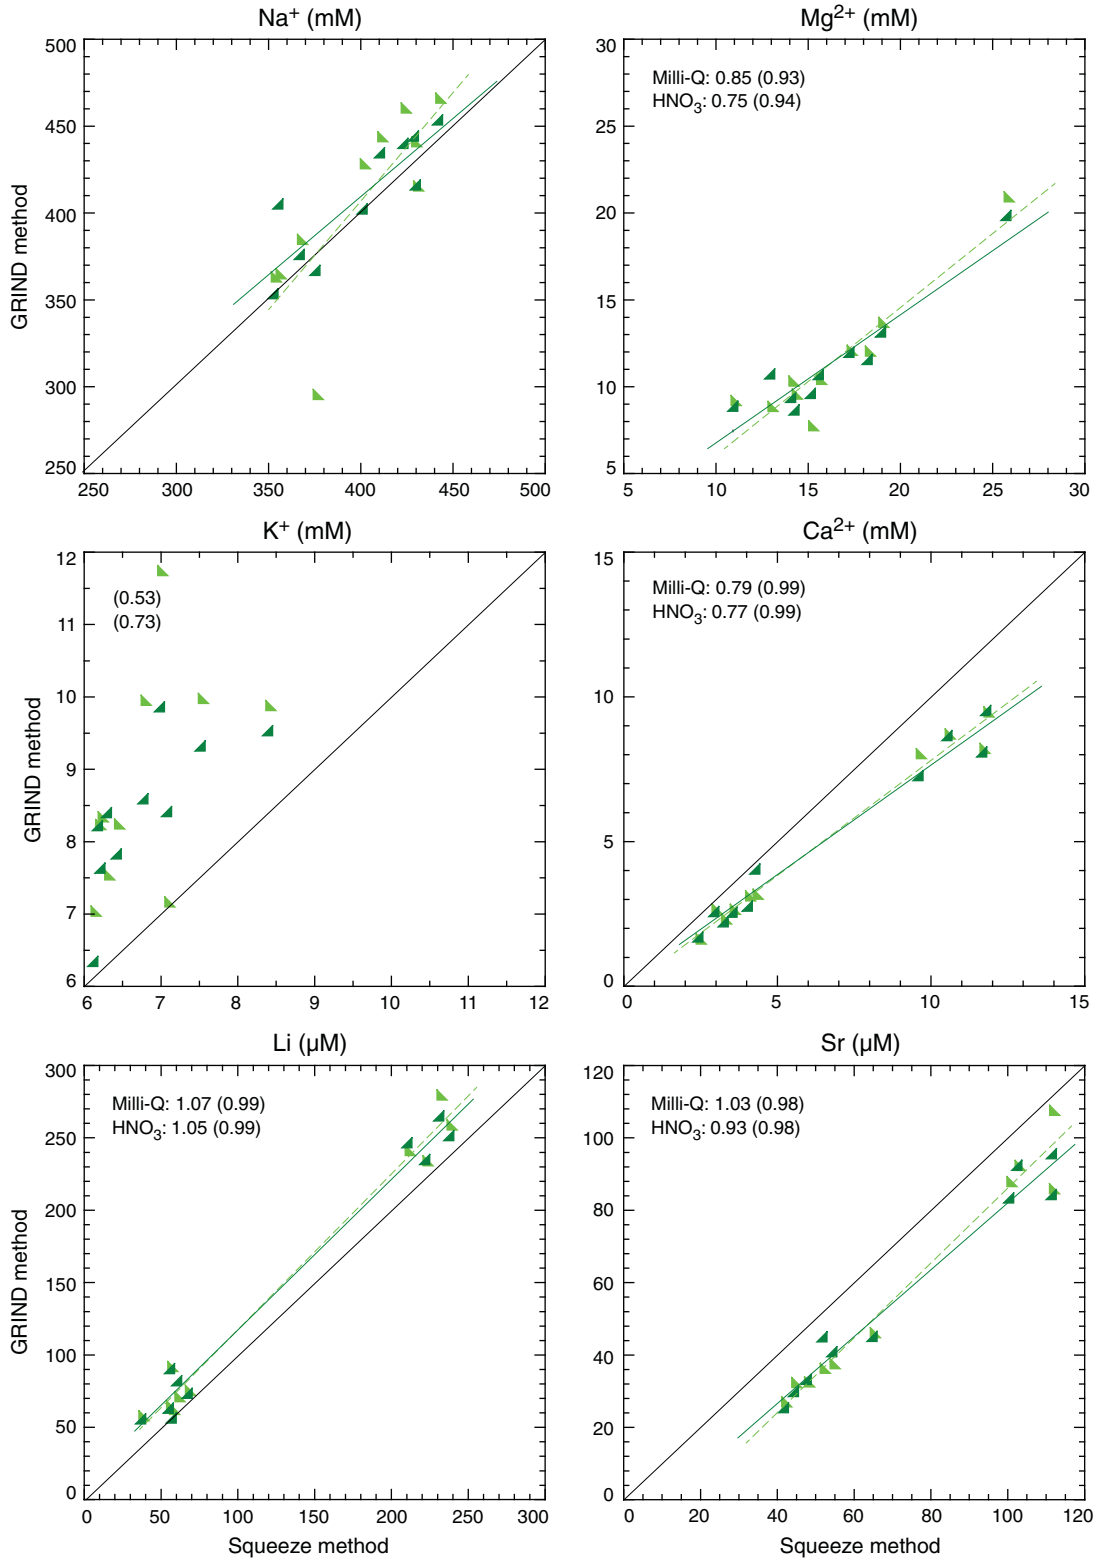 Na⁺ (mM)
500
450
400
350
300
250
250 300 350 400 450 500
GRIND method
Mg²⁺ (mM)
Milli-Q: 0.85 (0.93)
HNO₃: 0.75 (0.94)
30
25
20
15
10
5
5 10 15 20 25 30
K⁺ (mM)
(0.53)
(0.73)
12
11
10
9
8
7
6
6 7 8 9 10 11 12
GRIND method
Ca²⁺ (mM)
Milli-Q: 0.79 (0.99)
HNO₃: 0.77 (0.99)
15
10
5
0
0 5 10 15
Li (µM)
Milli-Q: 1.07 (0.99)
HNO₃: 1.05 (0.99)
300
250
200
150
100
50
0
0 50 100 150 200 250 300
GRIND method
Squeeze method
Sr (µM)
Milli-Q: 1.03 (0.98)
HNO₃: 0.93 (0.98)
120
100
80
60
40
20
0
0 20 40 60 80 100 120
Squeeze method